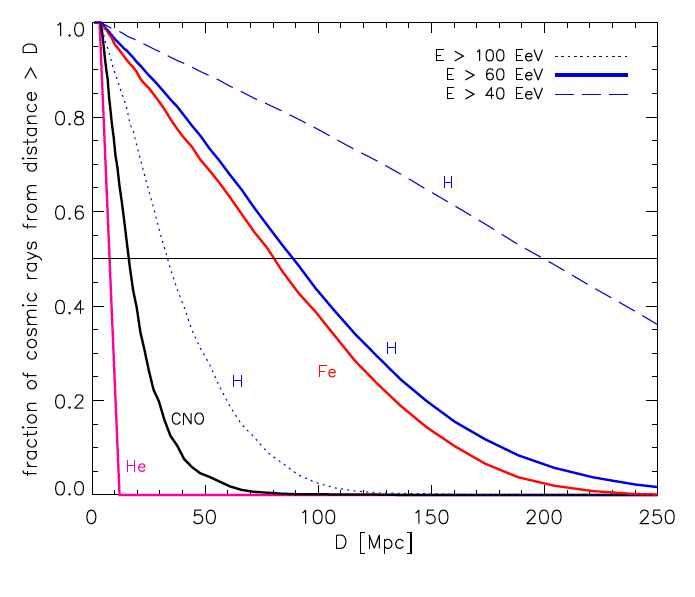 fraction of cosmic rays from distance > D
1.0
0.8
0.6
0.4
0.2
0.0
E > 100 EeV
E > 60 EeV
E > 40 EeV
H
H
Fe
H
CNO
He
0 50 100 150 200 250
D [Mpc]